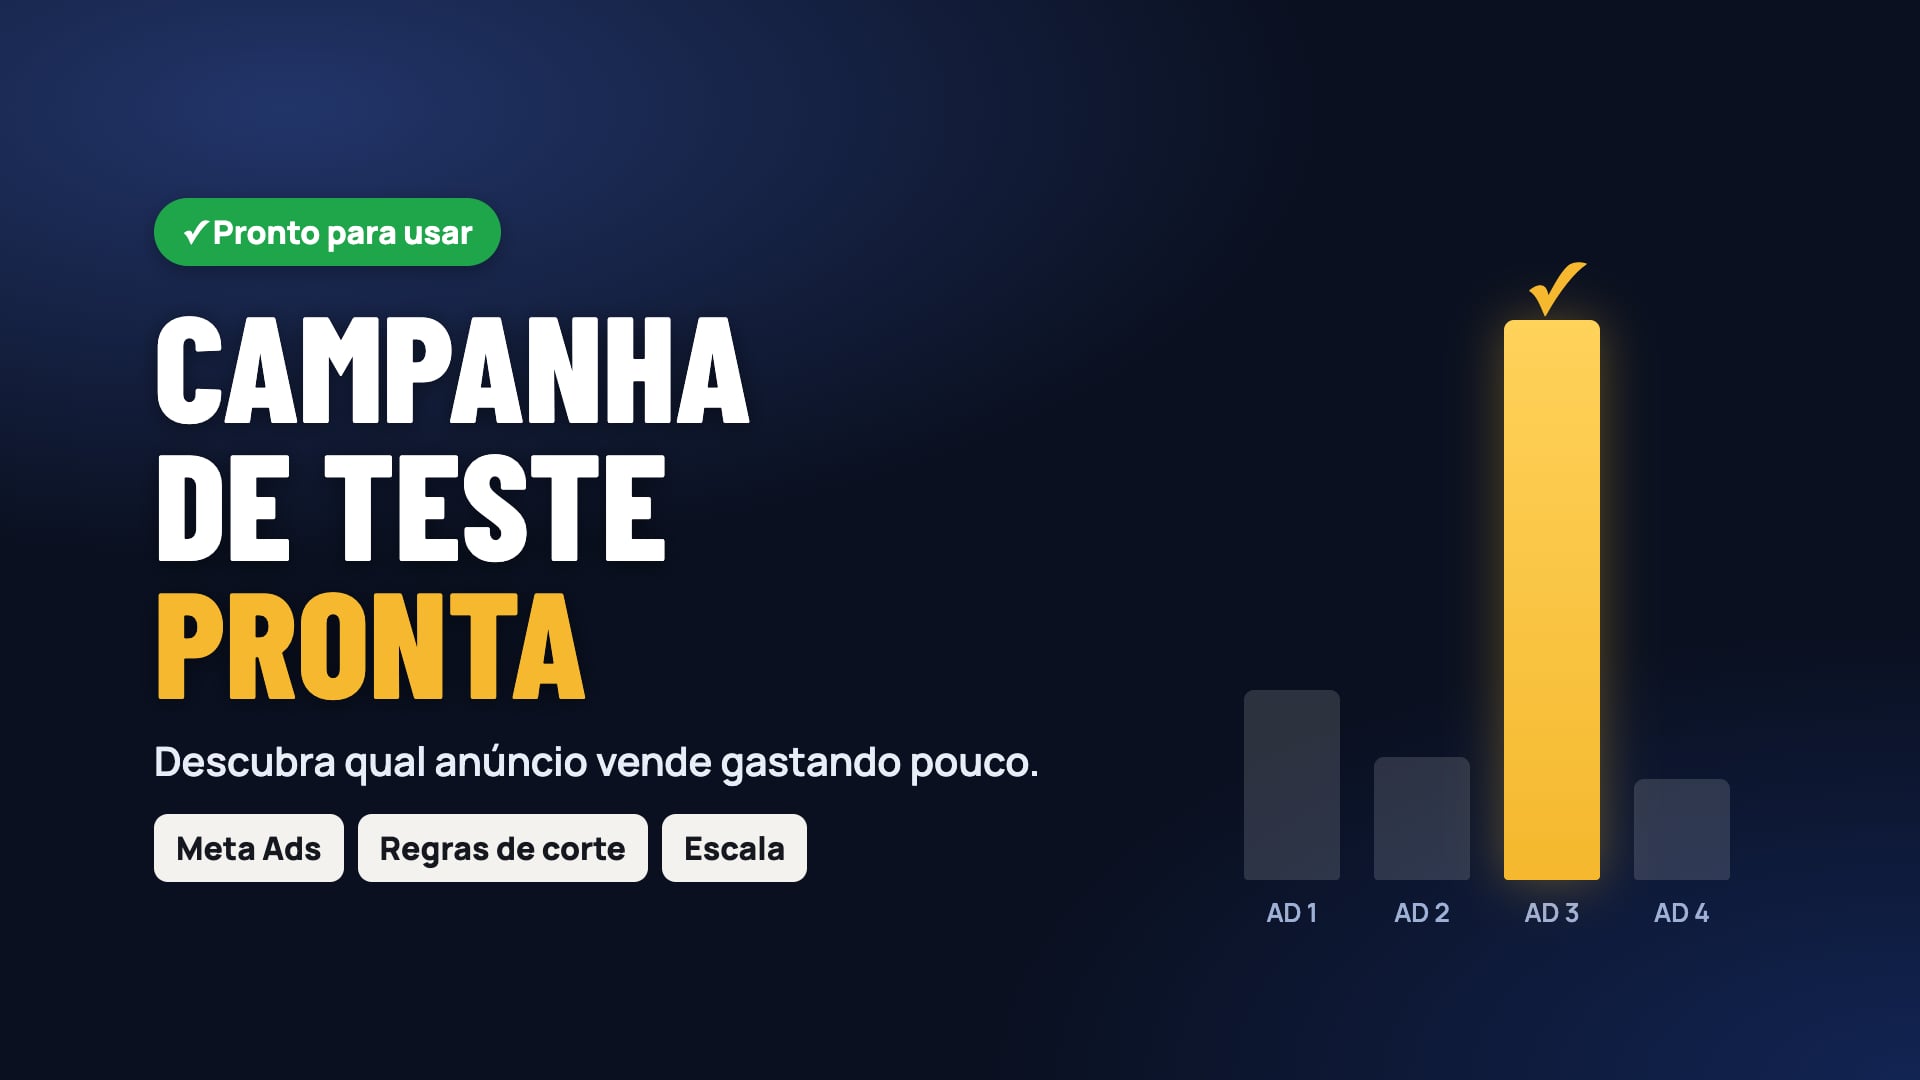 ✓Pronto para usar
CAMPANHA
DE TESTE
PRONTA
Descubra qual anúncio vende gastando pouco.
Meta Ads
Regras de corte
Escala
✓
AD 1
AD 2
AD 3
AD 4